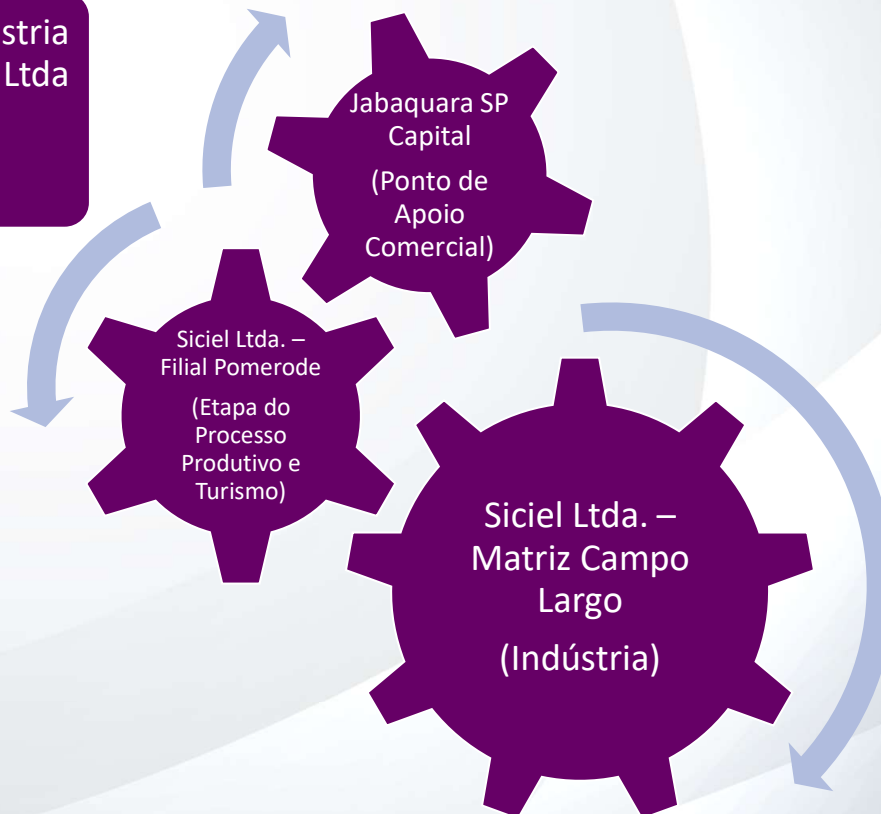 stria
Ltda
Jabaquara SP
Capital
(Ponto de
Apoio
Comercial)
Siciel Ltda. –
Filial Pomerode
(Etapa do
Processo
Produtivo e
Turismo)
Siciel Ltda. –
Matriz Campo
Largo
(Indústria)